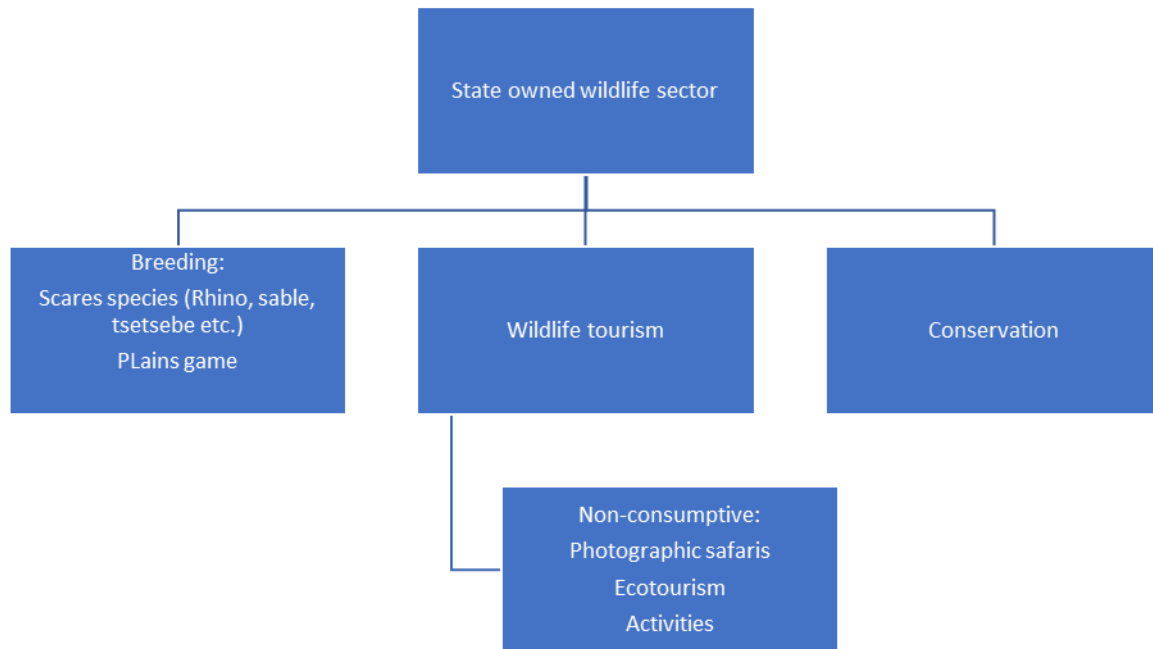 State owned wildlife sector
Breeding:
Scares species (Rhino, sable,
tsetsebe etc.)
PLains game
Wildlife tourism
Conservation
Non-consumptive:
Photographic safaris
Ecotourism
Activities